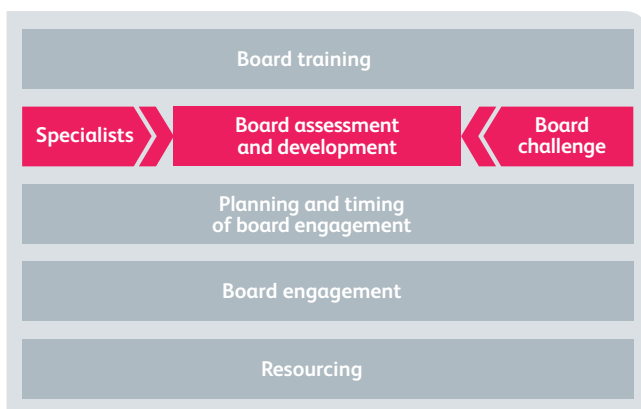 Board training
Specialists
Board assessment
and development
Board
challenge
Planning and timing
of board engagement
Board engagement
Resourcing